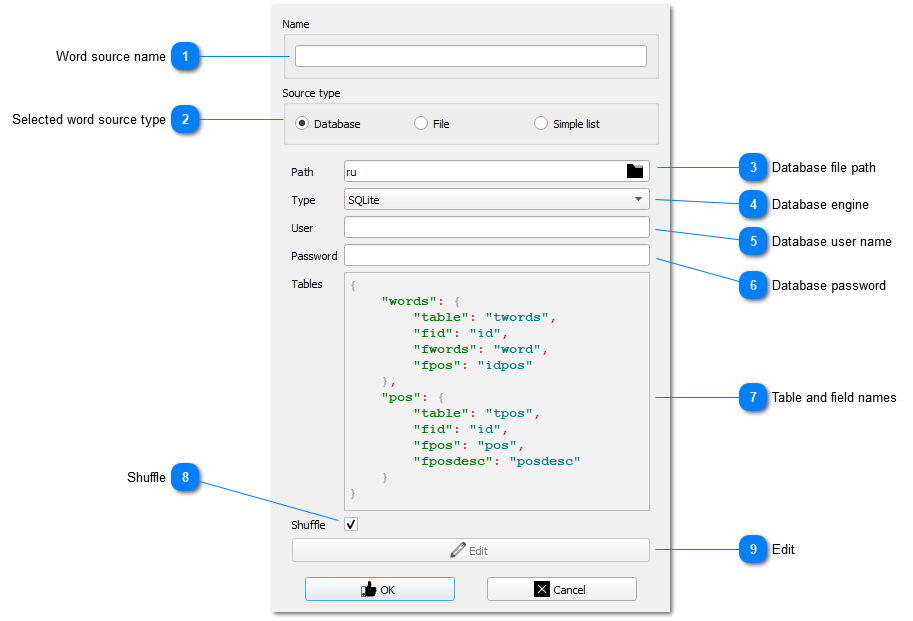 Name
Word source name 1
Source type
Selected word source type 2
Database File Simple list
Path ru 3 Database file path
Type SQLite 4 Database engine
User 5 Database user name
Password 6 Database password
Tables {
"words": {
"table": "twords",
"fid": "id",
"fwords": "word",
"fpos": "idpos"
},
"pos": { 7 Table and field names
"table": "tpos",
"fid": "id",
"fpos": "pos",
"fposdesc": "posdesc"
}
}
Shuffle 8
Shuffle
Edit 9 Edit
OK Cancel